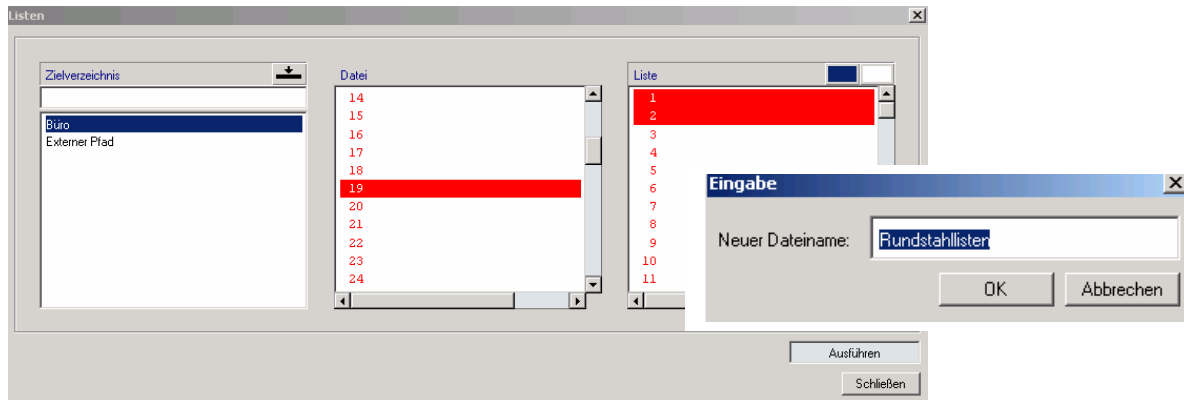 Listen
Zielverzeichnis
Büro
Externer Pfad
Datei
14
15
16
17
18
19
20
21
22
23
24
Liste
1
2
3
4
5
6
7
8
9
10
11
Eingabe
Neuer Dateiname: Rundstahllisten
OK Abbrechen
Ausführen
Schließen